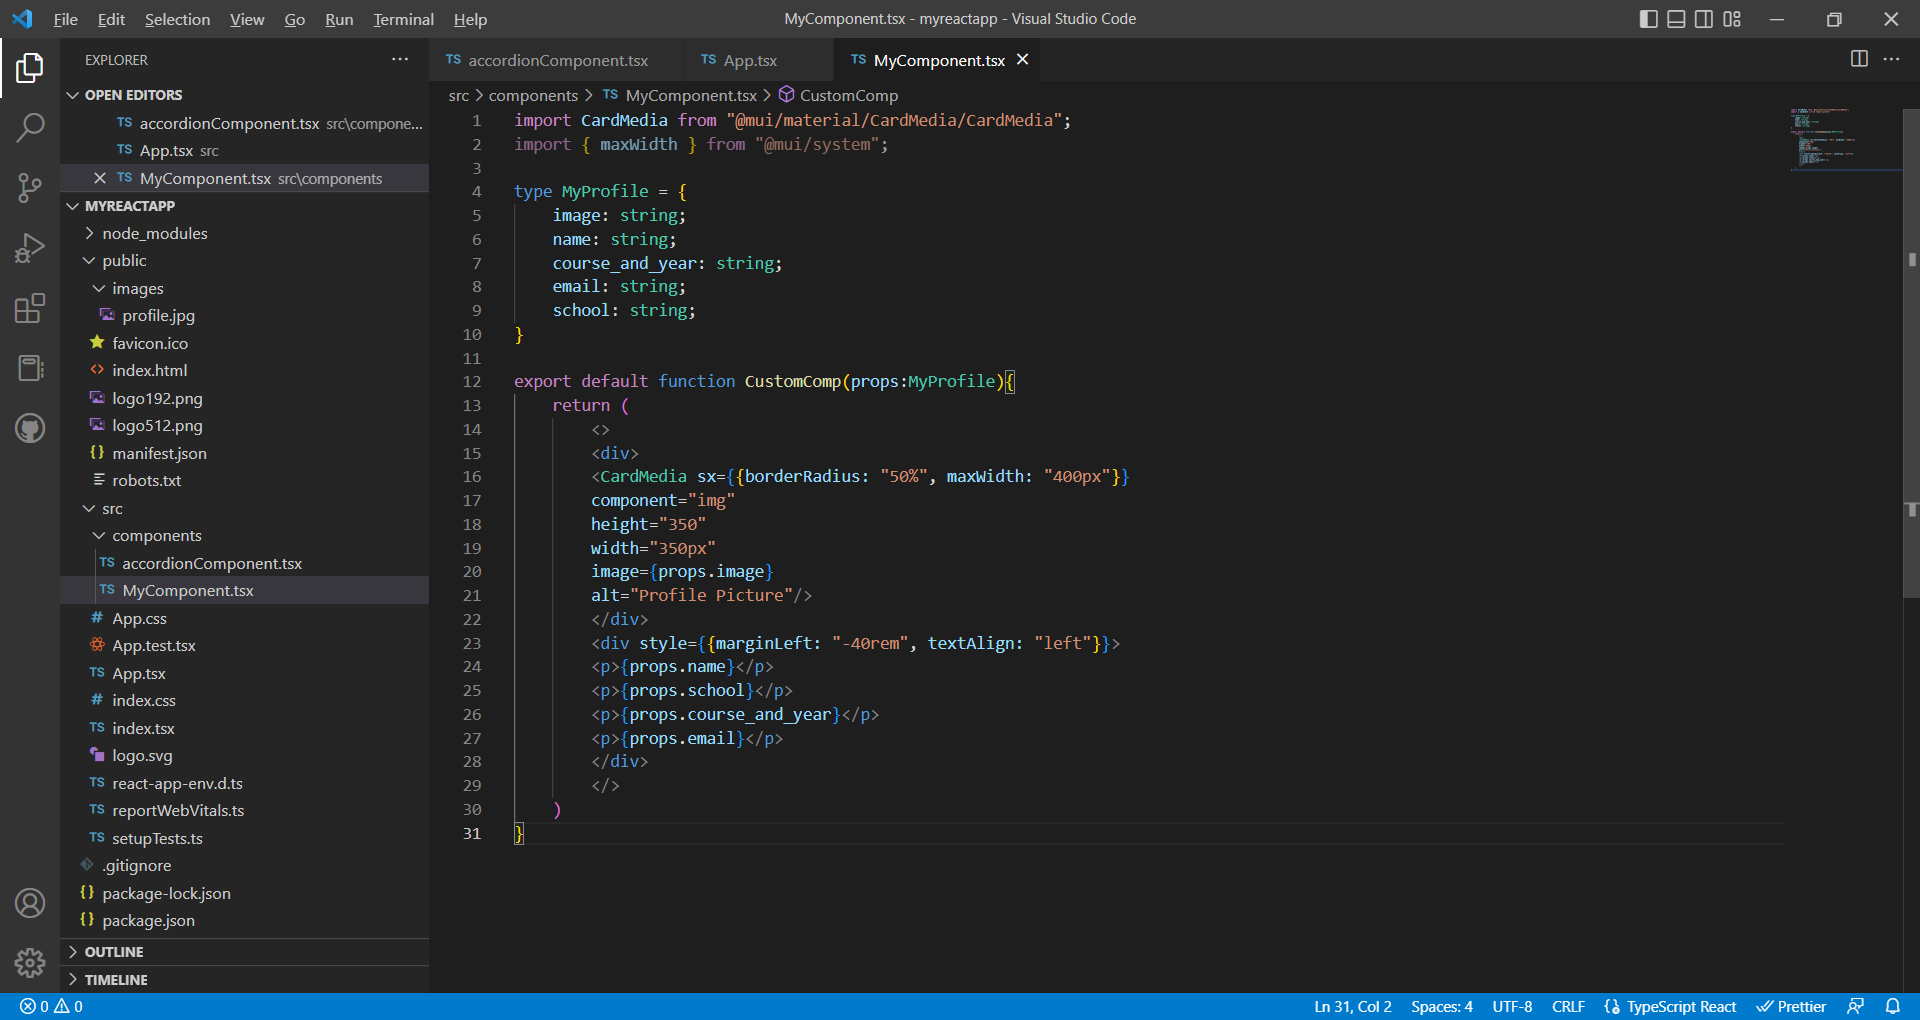 File Edit Selection View Go Run Terminal Help
MyComponent.tsx - myreactapp - Visual Studio Code
EXPLORER
OPEN EDITORS
TS accordionComponent.tsx src\compone...
TS App.tsx src
TS MyComponent.tsx src\components
MYREACTAPP
node_modules
public
images
profile.jpg
favicon.ico
index.html
logo192.png
logo512.png
manifest.json
robots.txt
src
components
TS accordionComponent.tsx
TS MyComponent.tsx
# App.css
App.test.tsx
TS App.tsx
# index.css
TS index.tsx
logo.svg
TS react-app-env.d.ts
TS reportWebVitals.ts
TS setupTests.ts
.gitignore
{} package-lock.json
{} package.json
OUTLINE
TIMELINE
TS accordionComponent.tsx TS App.tsx TS MyComponent.tsx
src > components > TS MyComponent.tsx > CustomComp
1 import CardMedia from "@mui/material/CardMedia/CardMedia";
2 import { maxWidth } from "@mui/system";
3
4 type MyProfile = {
5 image: string;
6 name: string;
7 course_and_year: string;
8 email: string;
9 school: string;
10 }
11
12 export default function CustomComp(props:MyProfile){
13 return (
14 <>
15 <div>
16 <CardMedia sx={{borderRadius: "50%", maxWidth: "400px"}}
17 component="img"
18 height="350"
19 width="350px"
20 image={props.image}
21 alt="Profile Picture"/>
22 </div>
23 <div style={{marginLeft: "-40rem", textAlign: "left"}}>
24 <p>{props.name}</p>
25 <p>{props.school}</p>
26 <p>{props.course_and_year}</p>
27 <p>{props.email}</p>
28 </div>
29 </>
30 )
31 }
0 0
Ln 31, Col 2 Spaces: 4 UTF-8 CRLF {} TypeScript React Prettier